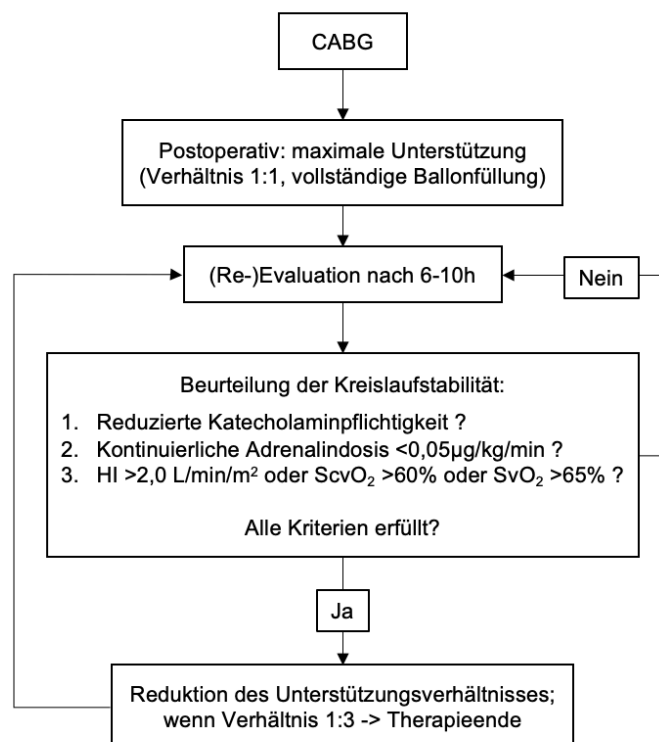 CABG
Postoperativ: maximale Unterstützung
(Verhältnis 1:1, vollständige Ballonfüllung)
(Re-)Evaluation nach 6-10h
Nein
Beurteilung der Kreislaufstabilität:
1. Reduzierte Katecholaminpflichtigkeit ?
2. Kontinuierliche Adrenalindosis <0,05µg/kg/min ?
3. HI >2,0 L/min/m² oder ScvO₂ >60% oder SvO₂ >65% ?
Alle Kriterien erfüllt?
Ja
Reduktion des Unterstützungsverhältnisses;
wenn Verhältnis 1:3 -> Therapieende